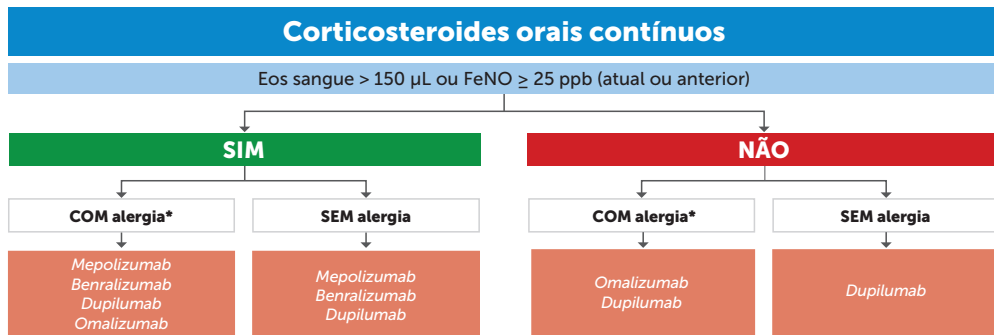 Corticosteroides orais contínuos
Eos sangue > 150 µL ou FeNO ≥ 25 ppb (atual ou anterior)
SIM
NÃO
COM alergia*
SEM alergia
COM alergia*
SEM alergia
Mepolizumab
Benralizumab
Dupilumab
Omalizumab
Mepolizumab
Benralizumab
Dupilumab
Omalizumab
Dupilumab
Dupilumab